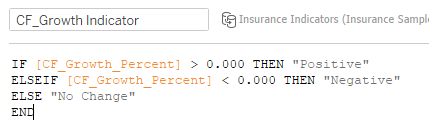 CF_Growth Indicator
Insurance Indicators (Insurance Sampl
IF [CF_Growth_Percent] > 0.000 THEN "Positive"
ELSEIF [CF_Growth_Percent] < 0.000 THEN "Negative"
ELSE "No Change"
END